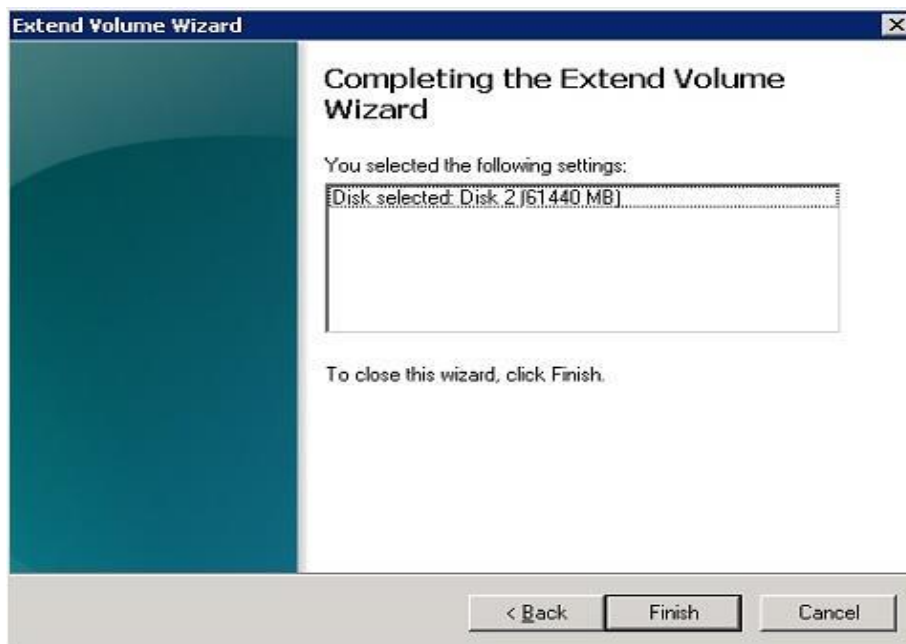 Extend Volume Wizard
Completing the Extend Volume
Wizard
You selected the following settings:
Disk selected: Disk 2 (61440 MB)
To close this wizard, click Finish.
< Back
Finish
Cancel